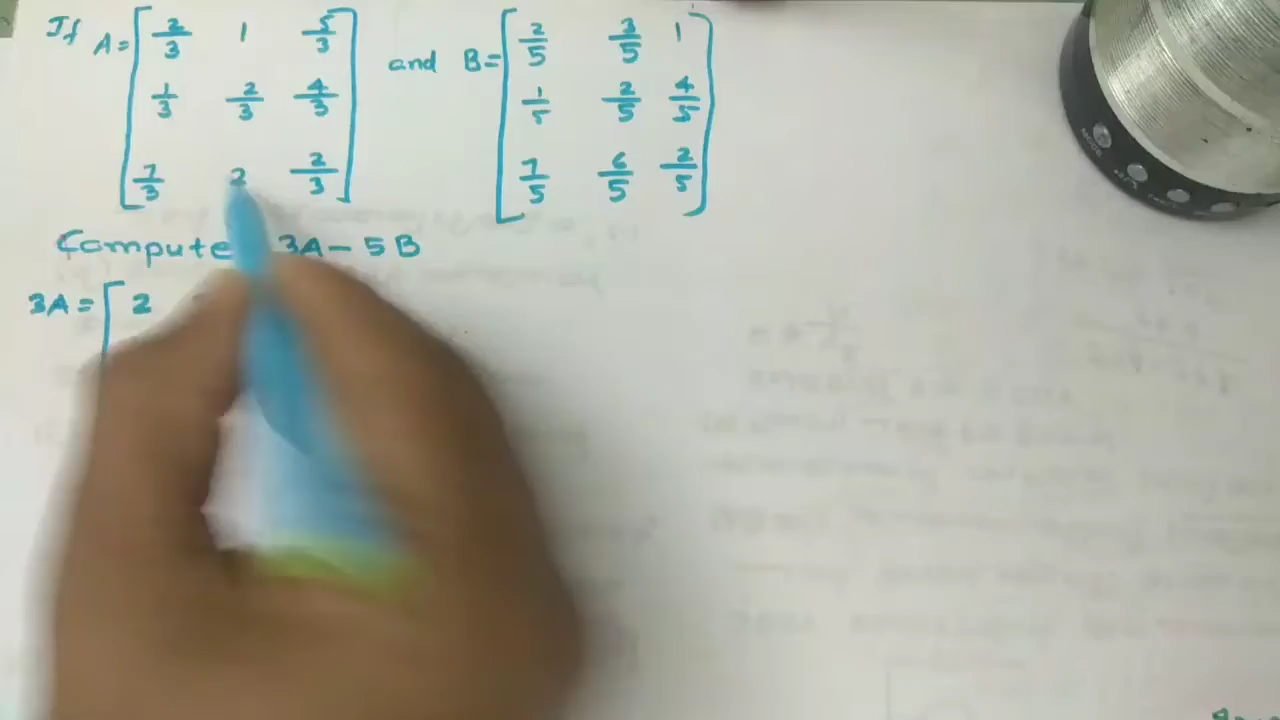 If A = [ 2/3 1 5/3
1/3 2/3 4/3
7/3 2 2/3 ] and B = [ 2/5 3/5 1
1/5 2/5 4/5
7/5 6/5 2/5 ]
Compute 3A - 5B
3A = [ 2